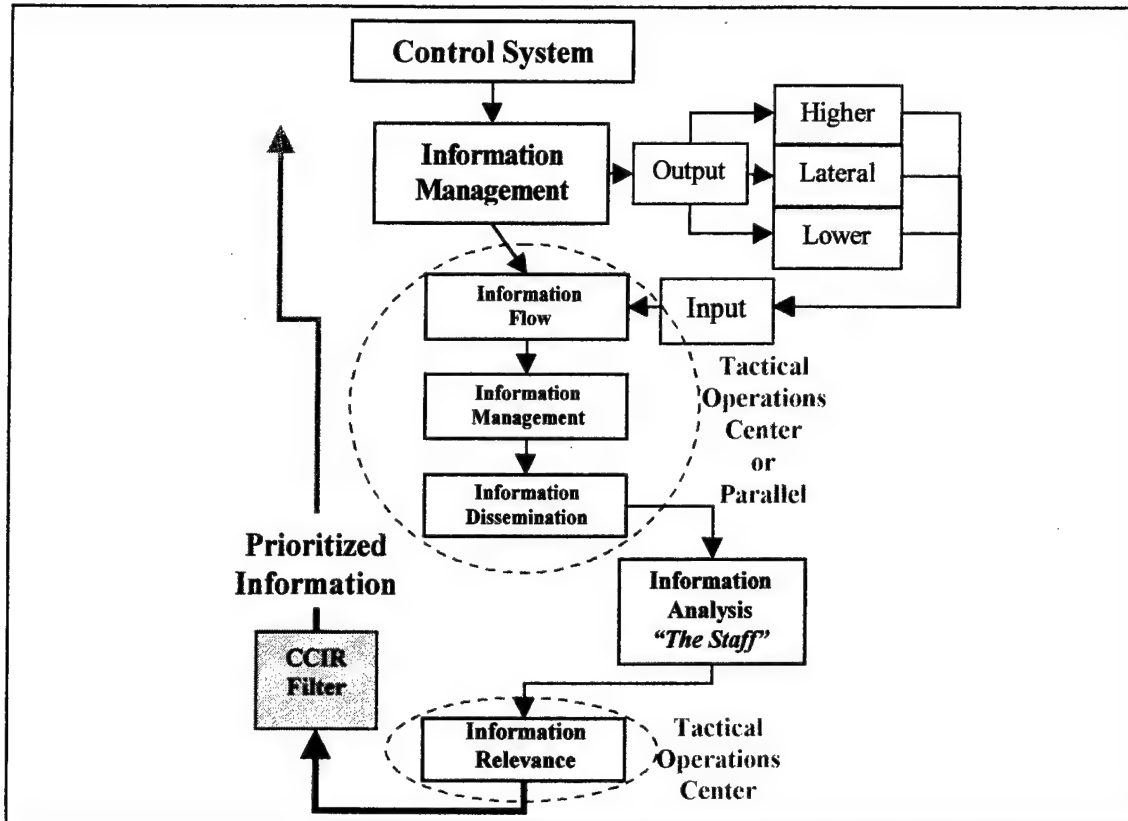 Control System
Information
Management
Output
Higher
Lateral
Lower
Information
Flow
Input
Information
Management
Information
Dissemination
Tactical
Operations
Center
or
Parallel
Information
Analysis
“The Staff”
Prioritized
Information
CCIR
Filter
Information
Relevance
Tactical
Operations
Center